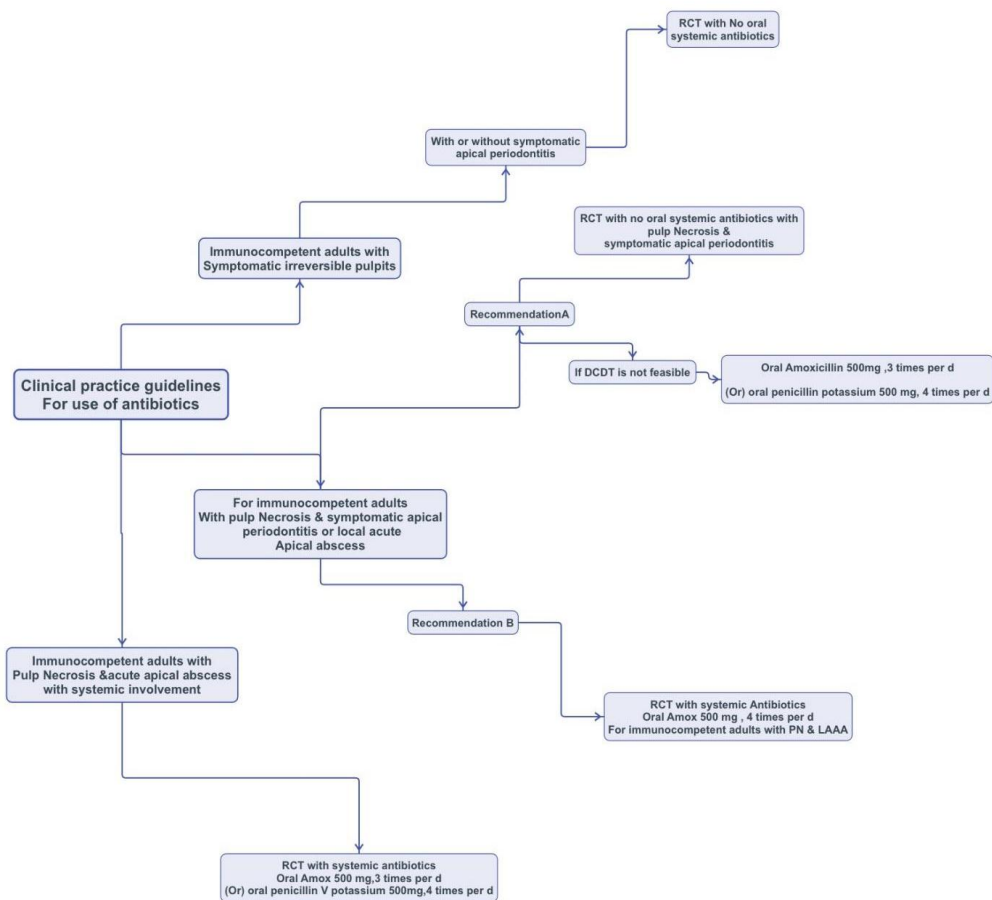 RCT with No oral
systemic antibiotics
With or without symptomatic
apical periodontitis
RCT with no oral systemic antibiotics with
pulp Necrosis &
symptomatic apical periodontitis
Immunocompetent adults with
Symptomatic irreversible pulpits
RecommendationA
If DCDT is not feasible
Oral Amoxicillin 500mg ,3 times per d
(Or) oral penicillin potassium 500 mg, 4 times per d
Clinical practice guidelines
For use of antibiotics
For immunocompetent adults
With pulp Necrosis & symptomatic apical
periodontitis or local acute
Apical abscess
Recommendation B
Immunocompetent adults with
Pulp Necrosis &acute apical abscess
with systemic involvement
RCT with systemic Antibiotics
Oral Amox 500 mg , 4 times per d
For immunocompetent adults with PN & LAAA
RCT with systemic antibiotics
Oral Amox 500 mg,3 times per d
(Or) oral penicillin V potassium 500mg,4 times per d